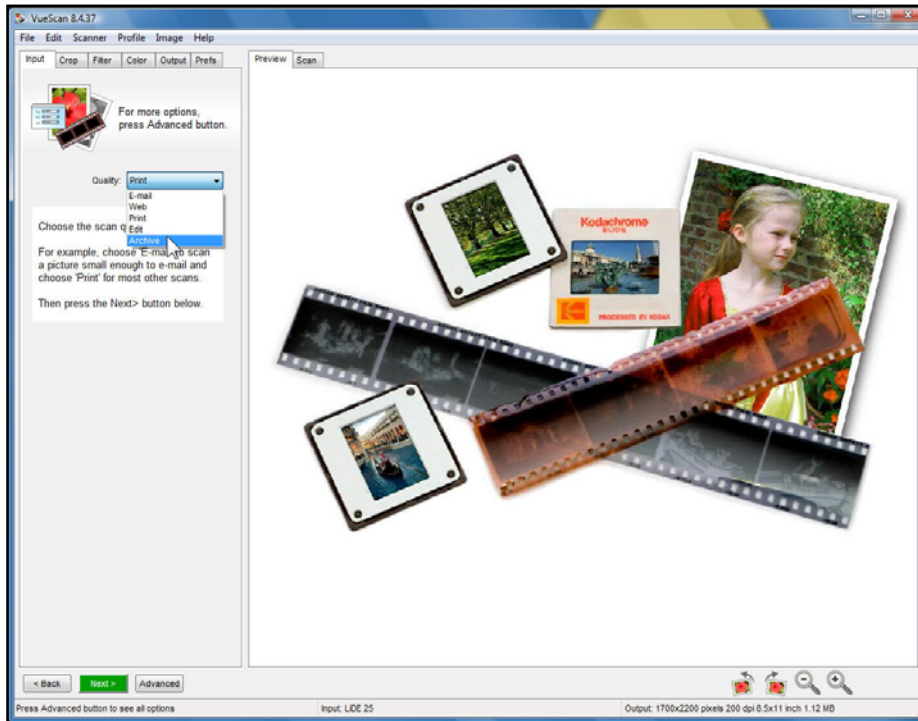 VueScan 8.4.37
File Edit Scanner Profile Image Help
Input Crop Filter Color Output Prefs
Preview Scan
For more options,
press Advanced button.
Quality: Print
E-mail
Web
Print
Edit
Archive
Choose the scan q
For example, choose 'E-mail' to scan
a picture small enough to e-mail and
choose 'Print' for most other scans.
Then press the Next> button below.
Kodachrome
SLIDE
PROCESSED BY KODAK
< Back Next > Advanced
Press Advanced button to see all options Input: LiDE 25 Output: 1700x2200 pixels 200 dpi 8.5x11 inch 1.12 MB